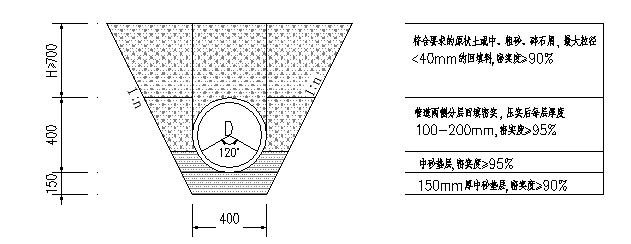 H≥700
400
150
1:n
1:n
D
120°
400
符合要求的原状土或中、粗砂、碎石屑，最大粒径
<40mm的回填料,密实度≥90%
管道两侧分层回填密实，压实后每层厚度
100-200mm,密实度≥95%
中砂垫层,密实度≥95%
150mm厚中砂垫层,密实度≥90%